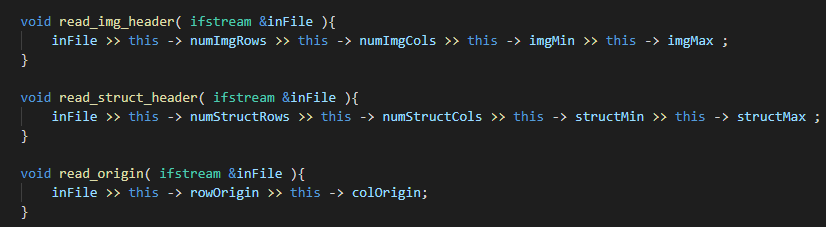 void read_img_header( ifstream &inFile ){
inFile >> this -> numImgRows >> this -> numImgCols >> this -> imgMin >> this -> imgMax ;
}
void read_struct_header( ifstream &inFile ){
inFile >> this -> numStructRows >> this -> numStructCols >> this -> structMin >> this -> structMax ;
}
void read_origin( ifstream &inFile ){
inFile >> this -> rowOrigin >> this -> colOrigin;
}